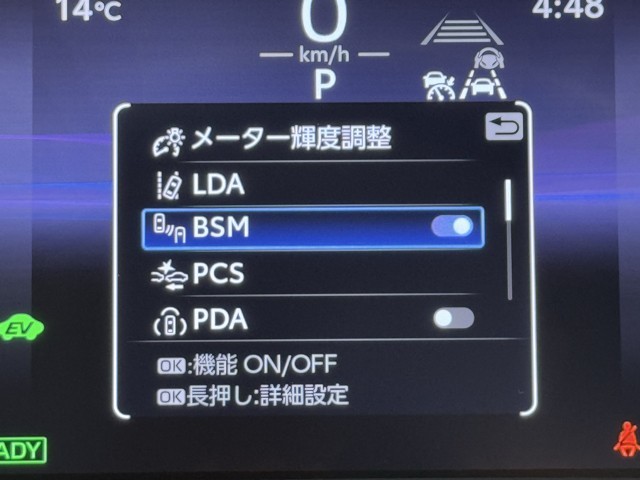 14℃
0
4:48
km/h
P
メーター輝度調整
LDA
BSM
PCS
PDA
EV
OK:機能 ON/OFF
OK長押し:詳細設定
ADY